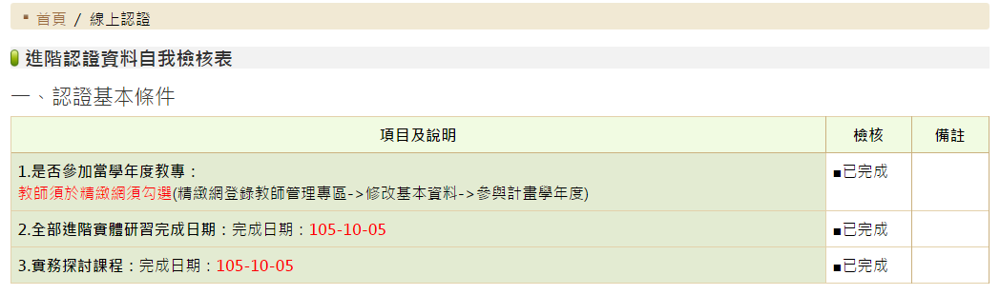 首頁 / 線上認證
進階認證資料自我檢核表
一、認證基本條件
項目及說明 檢核 備註
1.是否參加當學年度教專： ■已完成
教師須於精緻網須勾選(精緻網登錄教師管理專區->修改基本資料->參與計畫學年度)
2.全部進階實體研習完成日期：完成日期：105-10-05 ■已完成
3.實務探討課程：完成日期：105-10-05 ■已完成